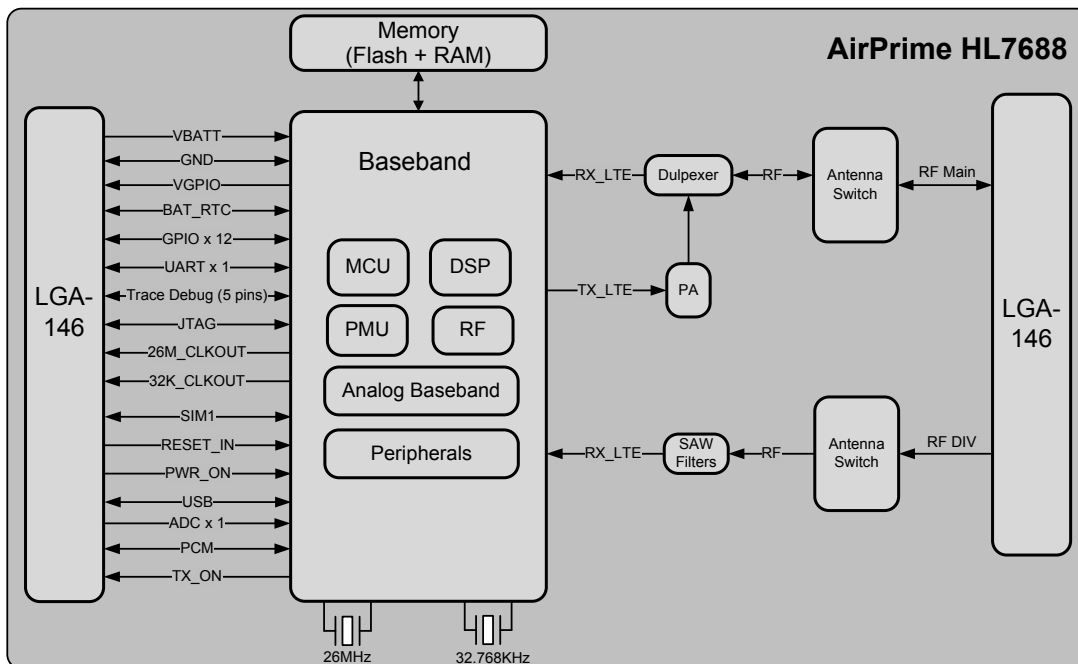 Memory
(Flash + RAM)
AirPrime HL7688
LGA-
146
VBATT
GND
VGPIO
BAT_RTC
GPIO x 12
UART x 1
Trace Debug (5 pins)
JTAG
26M_CLKOUT
32K_CLKOUT
SIM1
RESET_IN
PWR_ON
USB
ADC x 1
PCM
TX_ON
Baseband
MCU
DSP
PMU
RF
Analog Baseband
Peripherals
26MHz
32.768KHz
RX_LTE
Dulpexer
RF
Antenna
Switch
RF Main
TX_LTE
PA
RX_LTE
SAW
Filters
RF
Antenna
Switch
RF DIV
LGA-
146